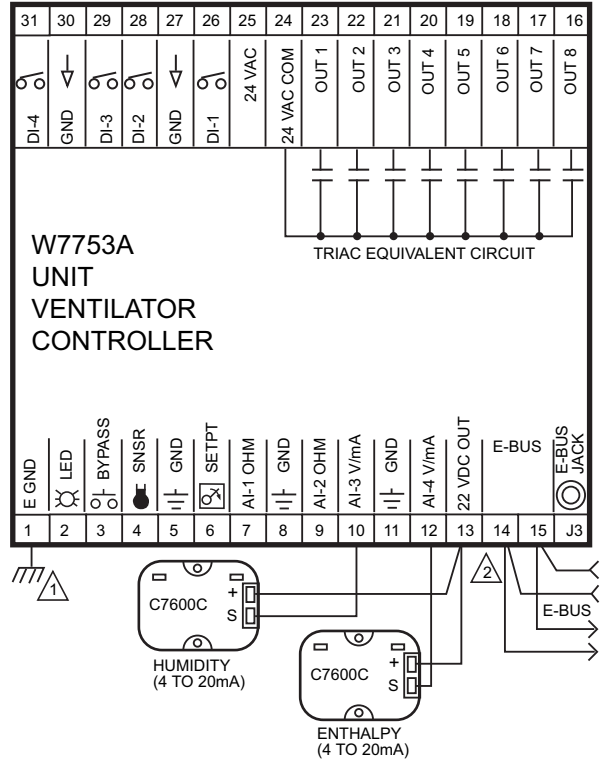 31 30 29 28 27 26 25 24 23 22 21 20 19 18 17 16
DI-4
GND
DI-3
DI-2
GND
DI-1
24 VAC
24 VAC COM
OUT 1
OUT 2
OUT 3
OUT 4
OUT 5
OUT 6
OUT 7
OUT 8
TRIAC EQUIVALENT CIRCUIT
W7753A
UNIT
VENTILATOR
CONTROLLER
E GND
LED
BYPASS
SNSR
GND
SETPT
AI-1 OHM
GND
AI-2 OHM
AI-3 V/mA
GND
AI-4 V/mA
22 VDC OUT
E-BUS
E-BUS
JACK
1 2 3 4 5 6 7 8 9 10 11 12 13 14 15 J3
1
2
C7600C
+
S
E-BUS
HUMIDITY
(4 TO 20mA)
C7600C
+
S
ENTHALPY
(4 TO 20mA)